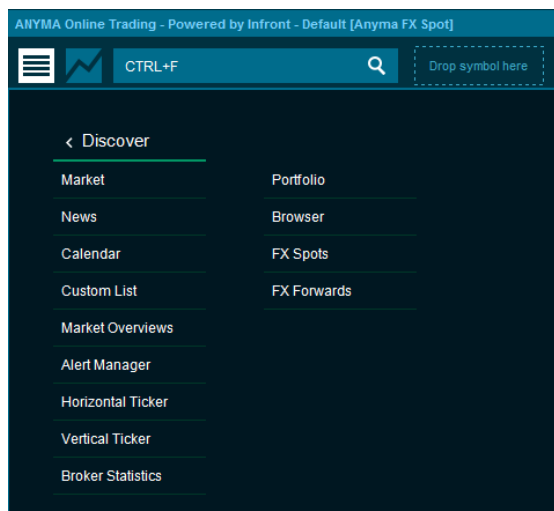 ANYMA Online Trading - Powered by Infront - Default [Anyma FX Spot]
CTRL+F
Drop symbol here
< Discover
Market
News
Calendar
Custom List
Market Overviews
Alert Manager
Horizontal Ticker
Vertical Ticker
Broker Statistics
Portfolio
Browser
FX Spots
FX Forwards